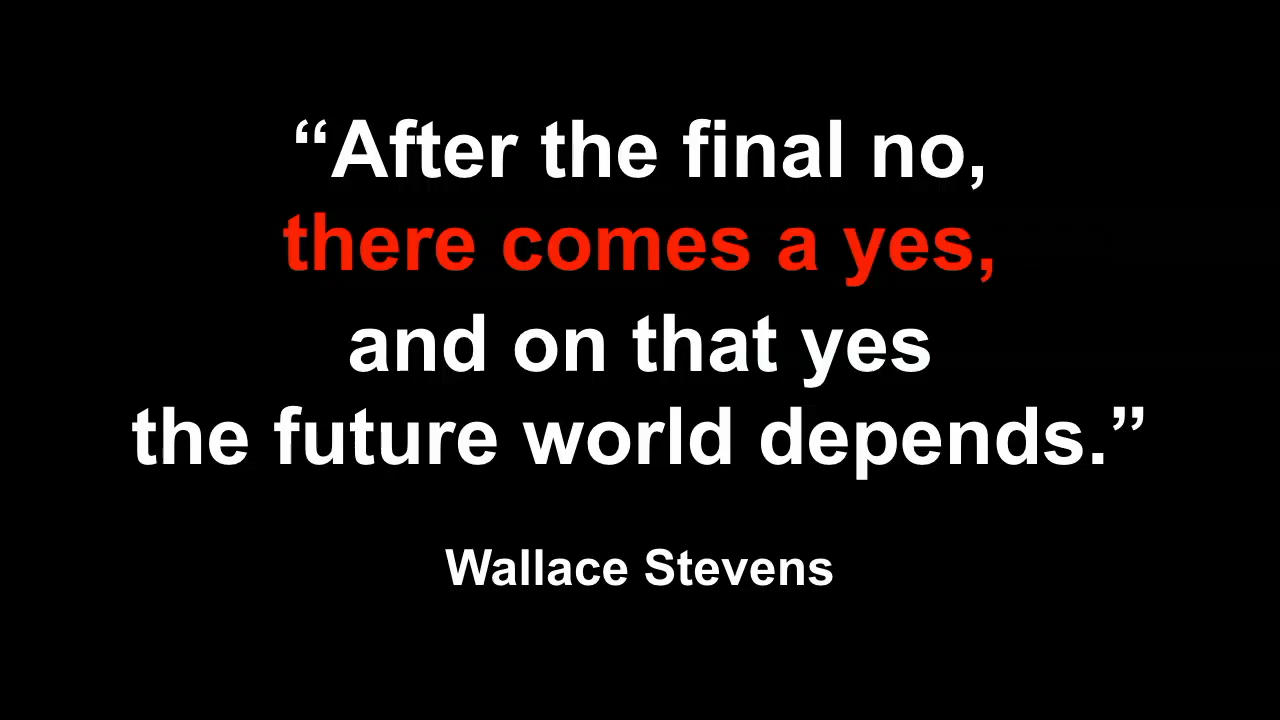 “After the final no,
there comes a yes,
and on that yes
the future world depends.”
Wallace Stevens